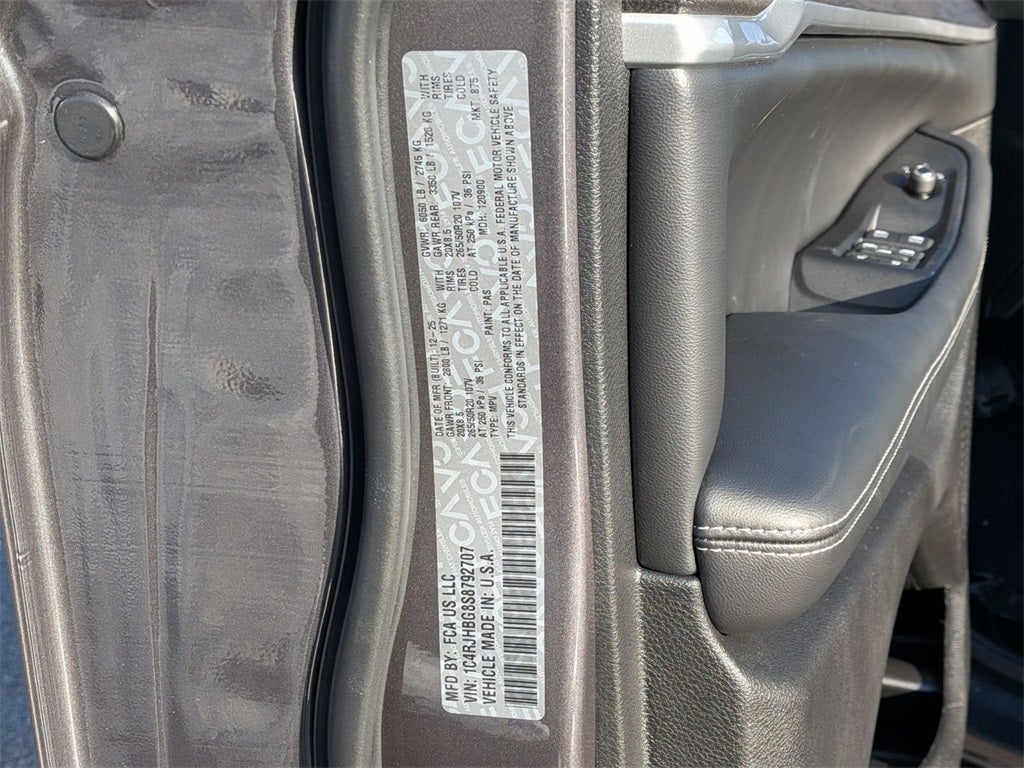 MFD BY: FCA US LLC
DATE OF MFR (BUILT) 12-25
GVWR: 6050 LB / 2745 KG
GAWR FRONT: 2800 LB / 1271 KG WITH
GAWR REAR: 3350 LB / 1520 KG WITH
20X8.5 RIMS
20X8.5 RIMS
265/50R20 107V TIRES
265/50R20 107V TIRES
AT 250 kPa / 36 PSI COLD
AT 250 kPa / 36 PSI COLD
VIN: 1C4RJHBG8S8792707
TYPE: MPV PAINT: PAS MDH: 120900 MKT: 875
VEHICLE MADE IN: U.S.A.
THIS VEHICLE CONFORMS TO ALL APPLICABLE U.S.A. FEDERAL MOTOR VEHICLE SAFETY
STANDARDS IN EFFECT ON THE DATE OF MANUFACTURE SHOWN ABOVE.